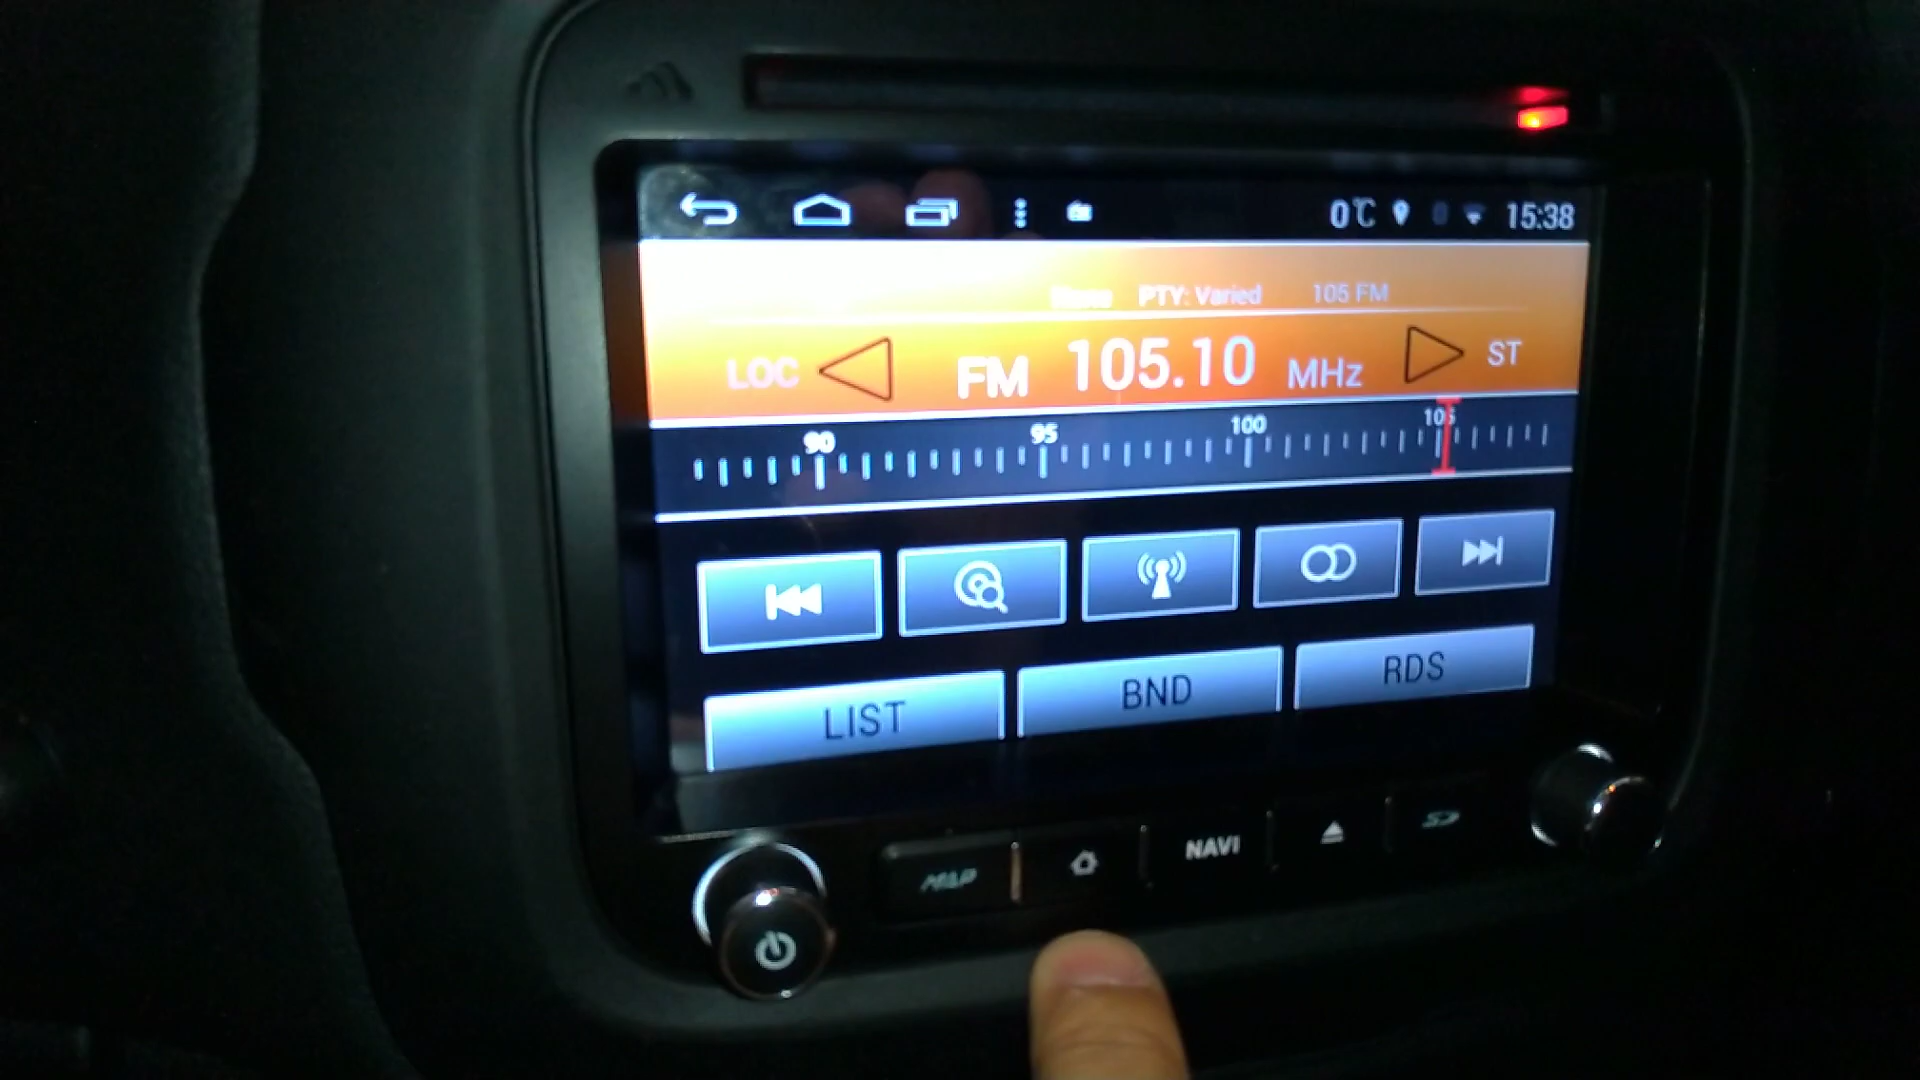 0℃ 15:38
PTY: Varied 105 FM
LOC FM 105.10 MHz ST
90 95 100 105
LIST BND RDS
MAP NAVI